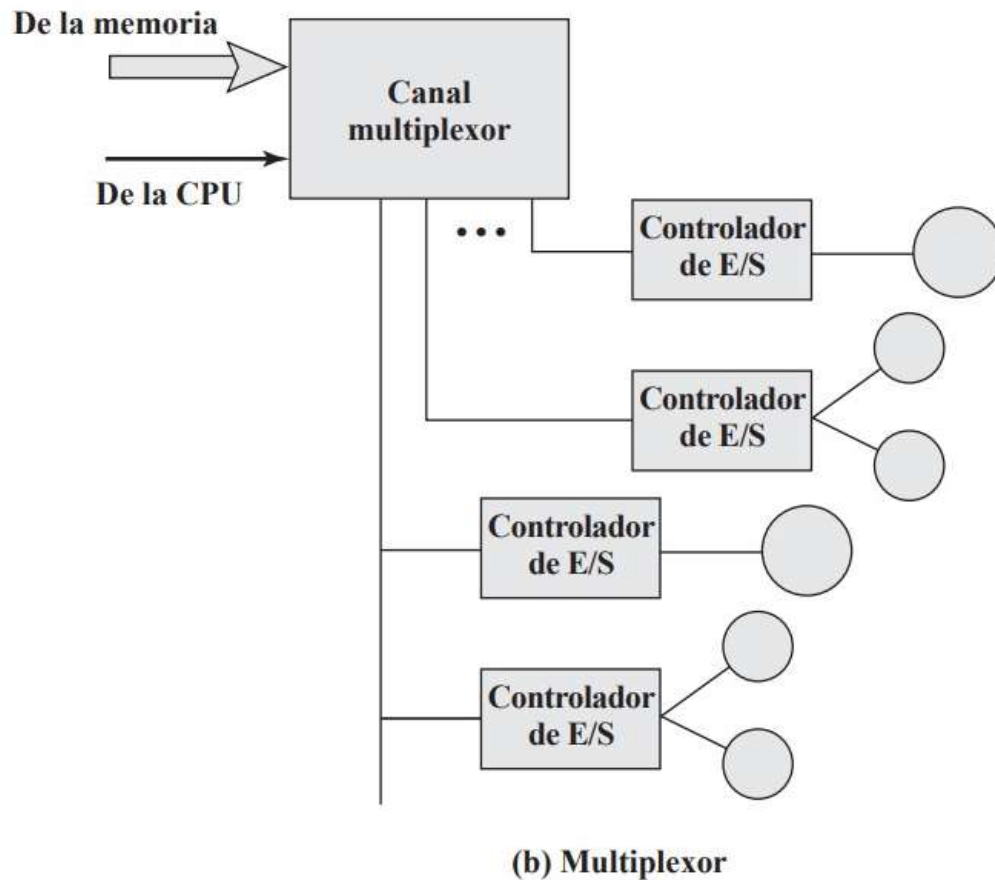 De la memoria
Canal
multiplexor
De la CPU
•••
Controlador
de E/S
Controlador
de E/S
Controlador
de E/S
Controlador
de E/S
(b) Multiplexor